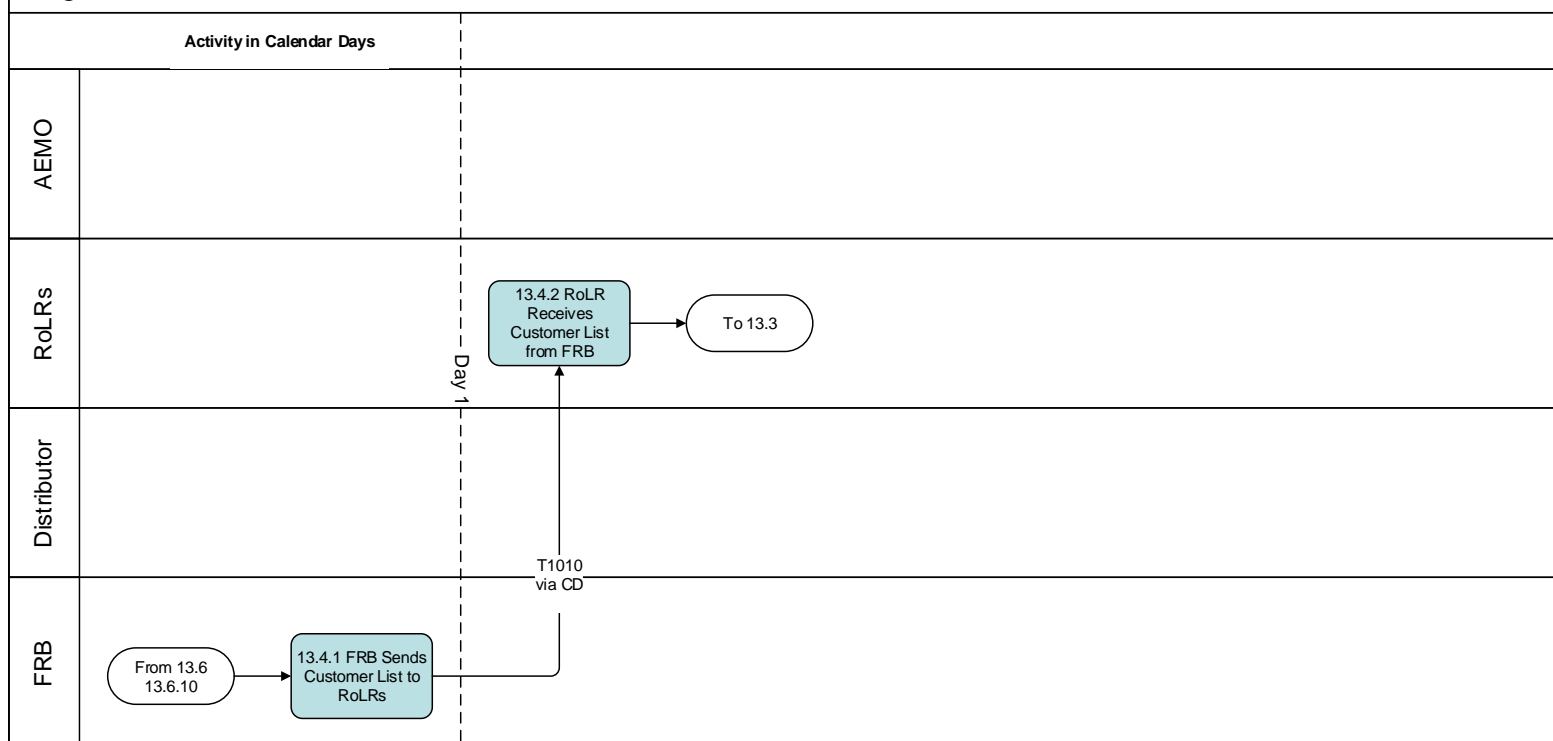 Activity in Calendar Days
AEMO
RoLRs
13.4.2 RoLR
Receives
Customer List
from FRB
To 13.3
Day 1
Distributor
T1010
via CD
FRB
From 13.6
13.6.10
13.4.1 FRB Sends
Customer List to
RoLRs